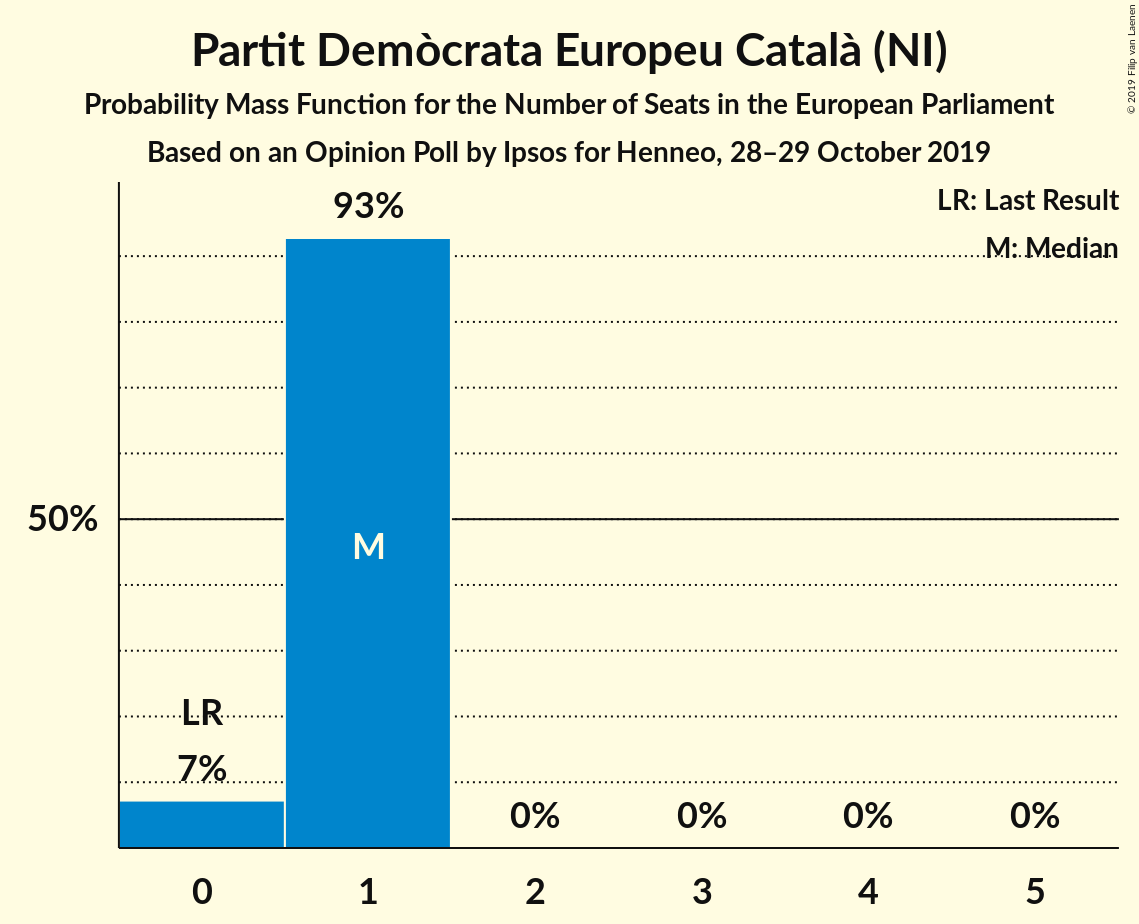 Partit Demòcrata Europeu Català (NI)
Probability Mass Function for the Number of Seats in the European Parliament
Based on an Opinion Poll by Ipsos for Henneo, 28–29 October 2019
© 2019 Filip van Laenen
LR: Last Result
M: Median
93%
50%
M
LR
7%
0% 0% 0% 0%
0 1 2 3 4 5